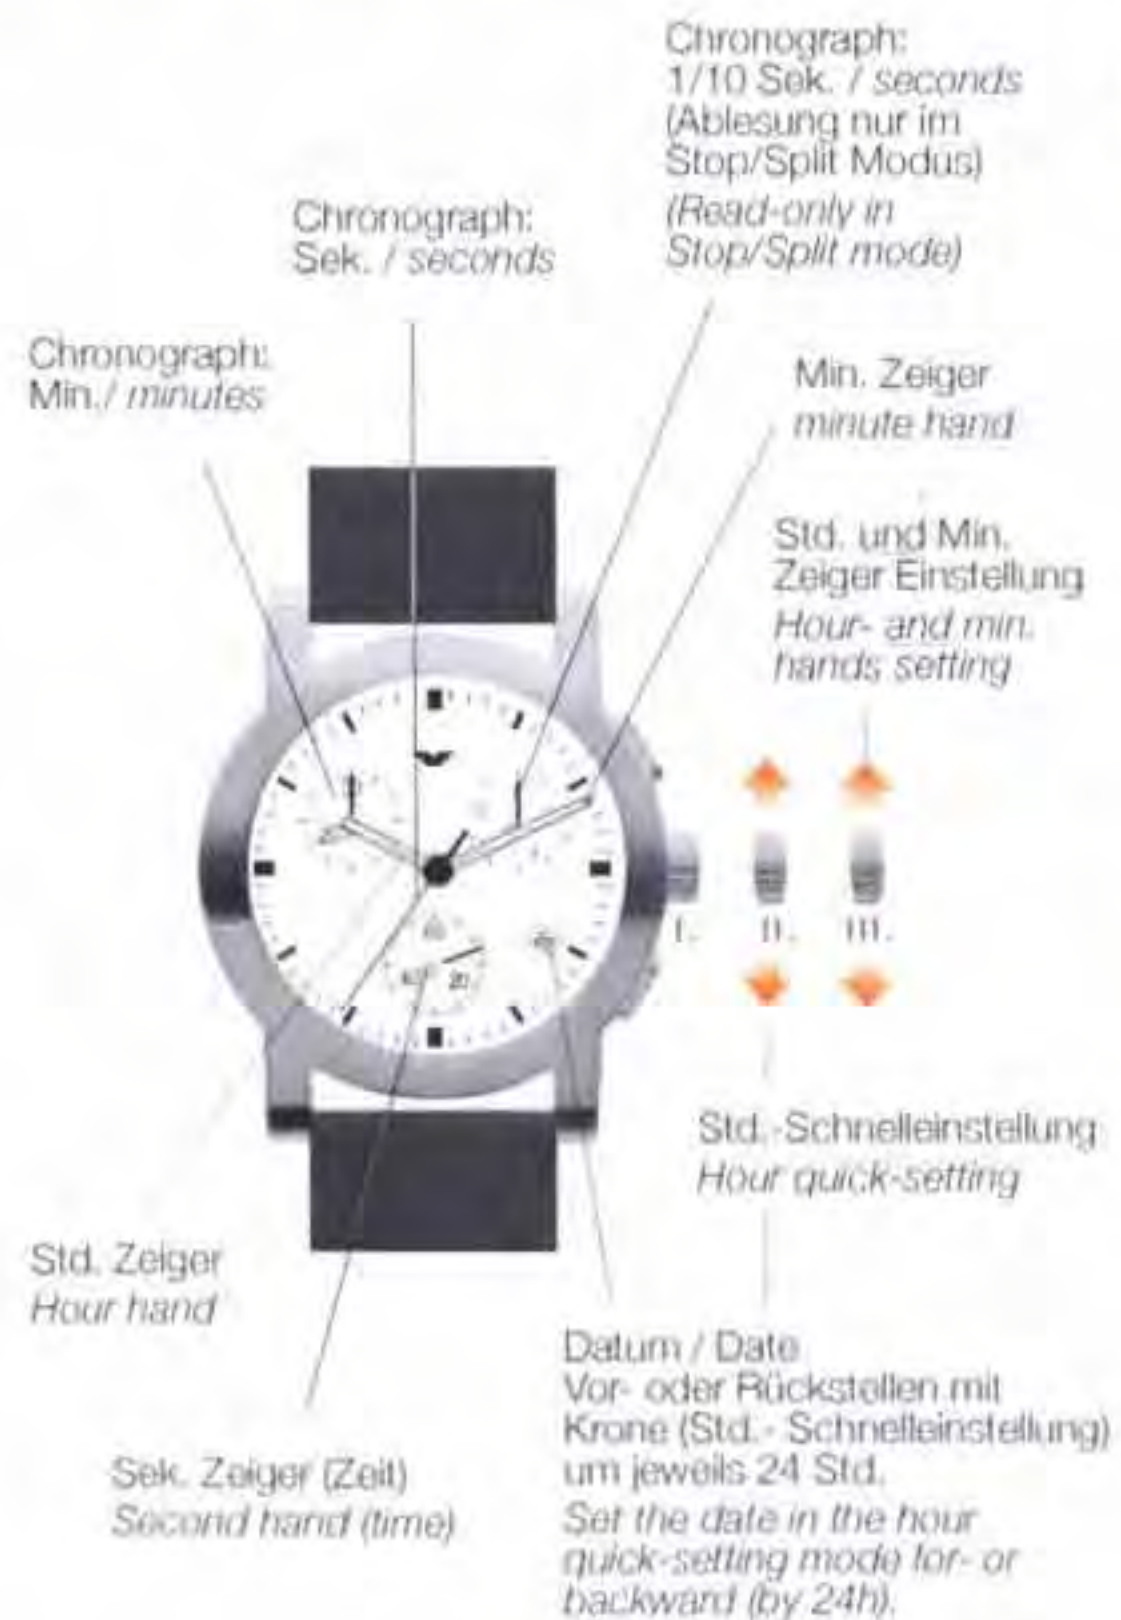 Chronograph:
1/10 Sek. / seconds
(Ablesung nur im
Stop/Split Modus)
(Read-only in
Stop/Split mode)
Chronograph:
Sek. / seconds
Chronograph:
Min./ minutes
Min. Zeiger
minute hand
Std. und Min.
Zeiger Einstellung
Hour- and min.
hands setting
I. II. III.
60
40 20
Std.-Schnelleinstellung
Hour quick-setting
Std. Zeiger
Hour hand
Datum / Date
Vor- oder Rückstellen mit
Krone (Std.- Schnelleinstellung)
um jeweils 24 Std.
Set the date in the hour
quick-setting mode for- or
backward (by 24h).
Sek. Zeiger (Zeit)
Second hand (time)